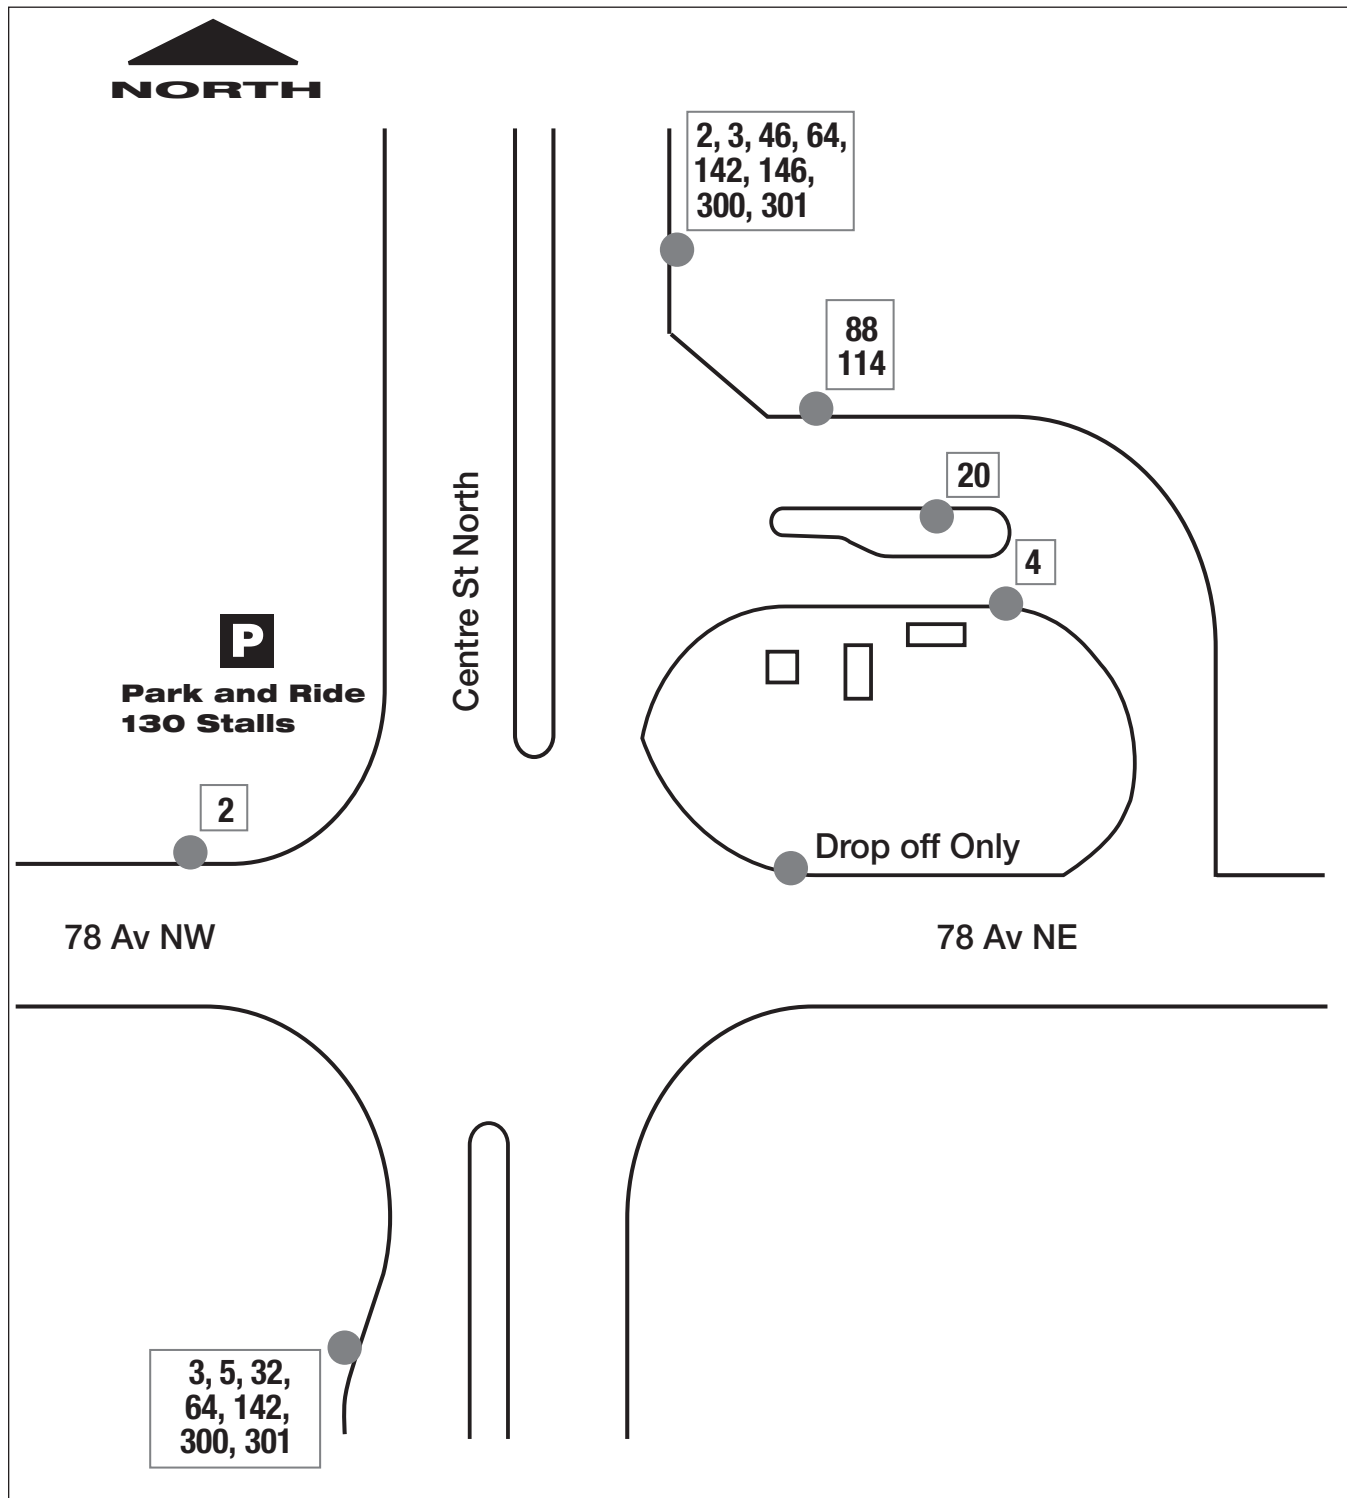 NORTH
2, 3, 46, 64,
142, 146,
300, 301
88
114
20
4
Centre St North
P
Park and Ride
130 Stalls
2
Drop off Only
78 Av NW
78 Av NE
3, 5, 32,
64, 142,
300, 301